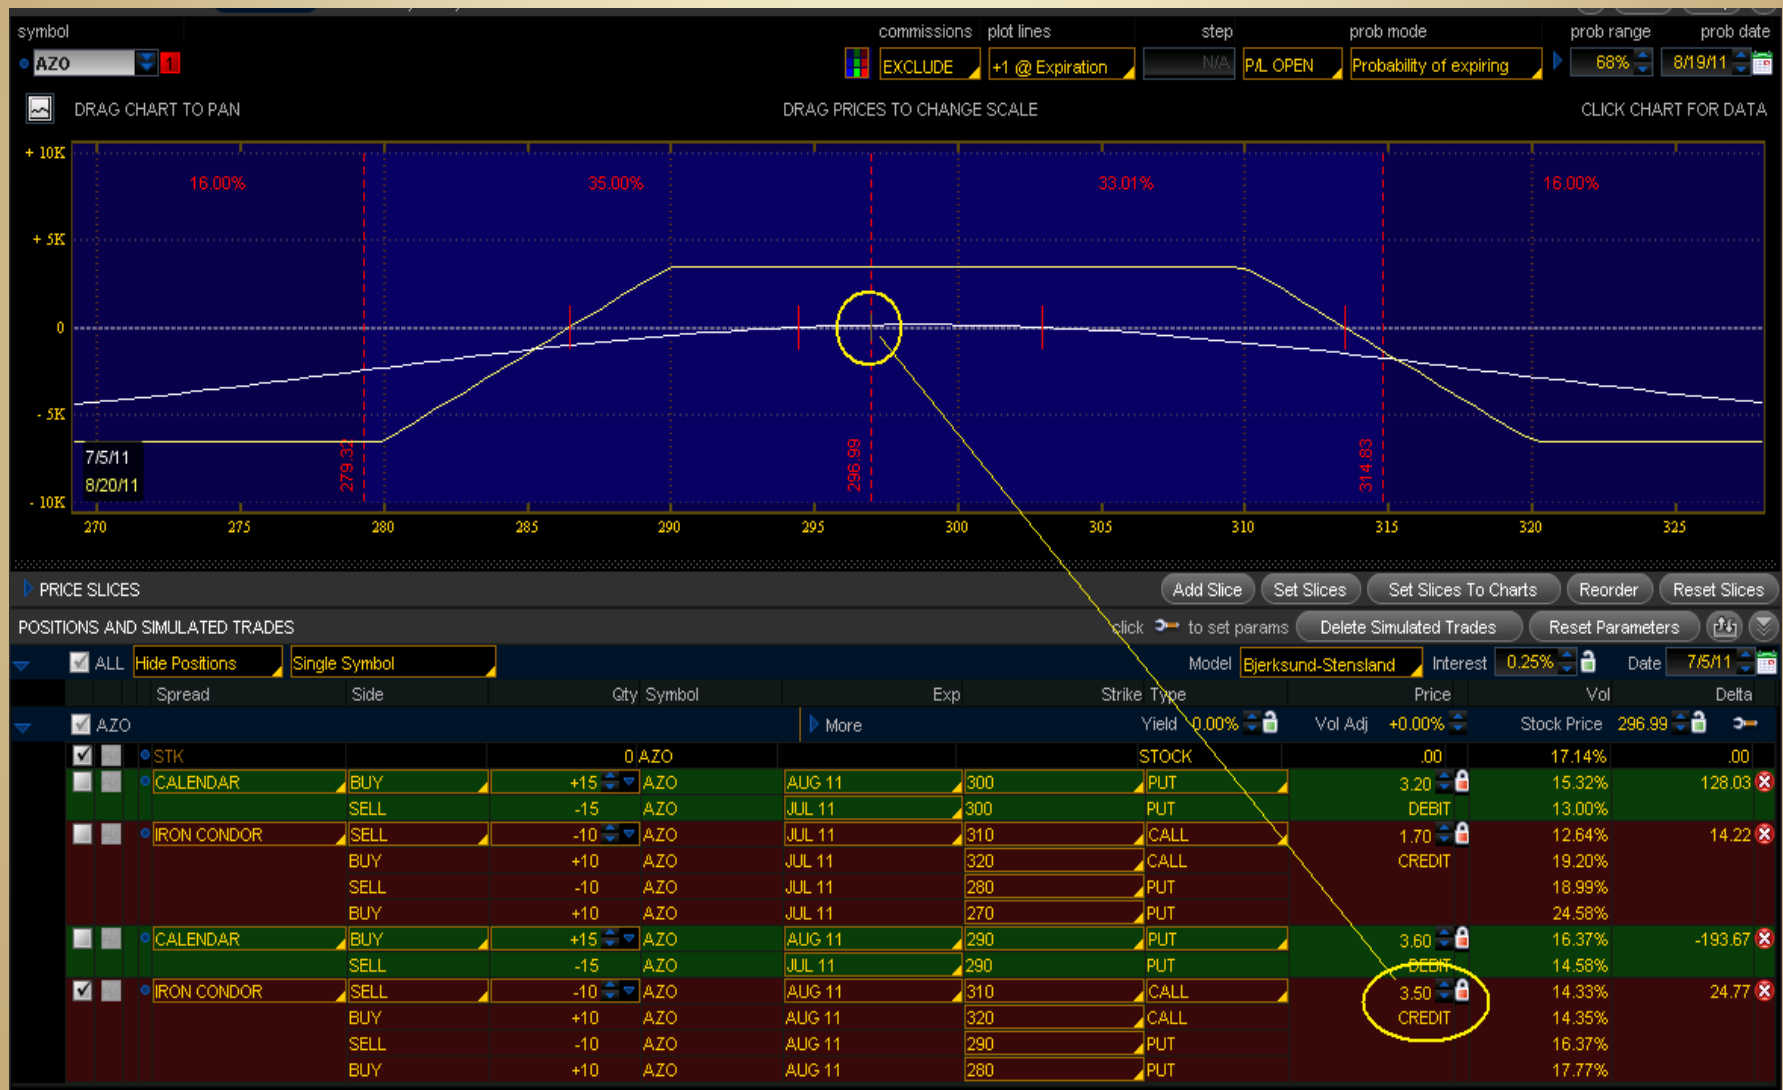 symbol commissions plot lines step prob mode prob range prob date
AZO 1 EXCLUDE +1 @ Expiration N/A P/L OPEN Probability of expiring 68% 8/19/11
DRAG CHART TO PAN DRAG PRICES TO CHANGE SCALE CLICK CHART FOR DATA
+ 10K
16.00% 35.00% 33.01% 16.00%
+ 5K
0
- 5K
7/5/11
8/20/11
279.32 296.99 314.83
- 10K
270 275 280 285 290 295 300 305 310 315 320 325
PRICE SLICES Add Slice Set Slices Set Slices To Charts Reorder Reset Slices
POSITIONS AND SIMULATED TRADES click to set params Delete Simulated Trades Reset Parameters
ALL Hide Positions Single Symbol Model Bjerksund-Stensland Interest 0.25% Date 7/5/11
Spread Side Qty Symbol Exp Strike Type Price Vol Delta
AZO More Yield 0.00% Vol Adj +0.00% Stock Price 296.99
STK 0 AZO STOCK .00 17.14% .00
CALENDAR BUY +15 AZO AUG 11 300 PUT 3.20 15.32% 128.03
SELL -15 AZO JUL 11 300 PUT DEBIT 13.00%
IRON CONDOR SELL -10 AZO JUL 11 310 CALL 1.70 12.64% 14.22
BUY +10 AZO JUL 11 320 CALL CREDIT 19.20%
SELL -10 AZO JUL 11 280 PUT 18.99%
BUY +10 AZO JUL 11 270 PUT 24.58%
CALENDAR BUY +15 AZO AUG 11 290 PUT 3.60 16.37% -193.67
SELL -15 AZO JUL 11 290 PUT DEBIT 14.58%
IRON CONDOR SELL -10 AZO AUG 11 310 CALL 3.50 14.33% 24.77
BUY +10 AZO AUG 11 320 CALL CREDIT 14.35%
SELL -10 AZO AUG 11 290 PUT 16.37%
BUY +10 AZO AUG 11 280 PUT 17.77%